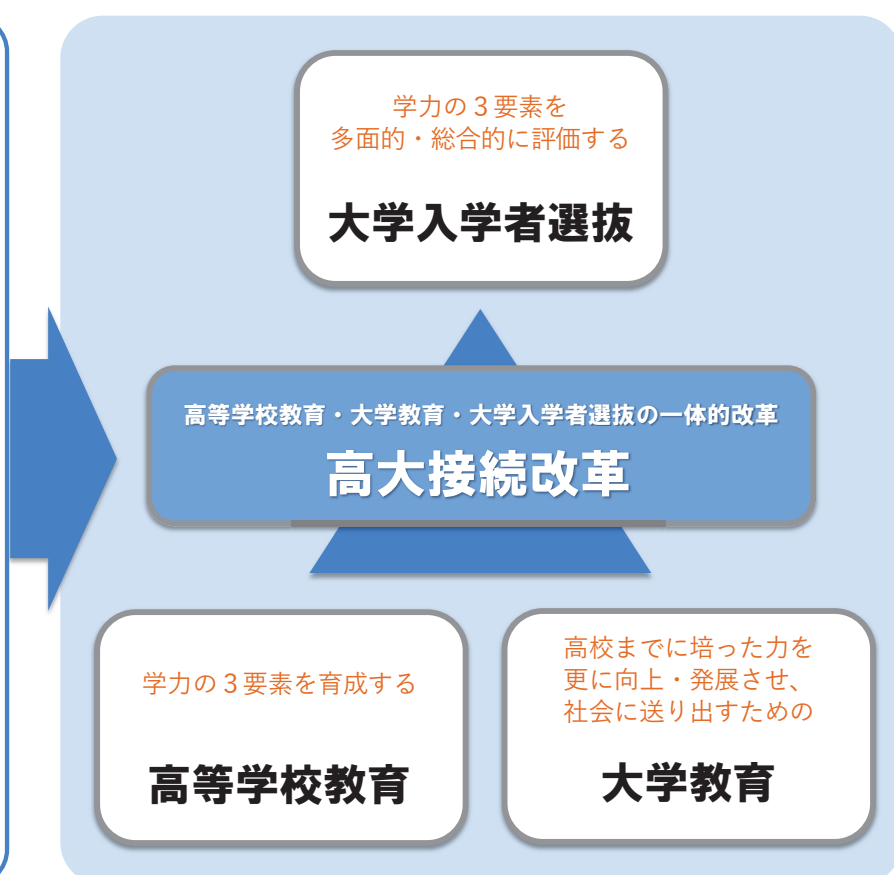 学力の３要素を
多面的・総合的に評価する
大学入学者選抜
高等学校教育・大学教育・大学入学者選抜の一体的改革
高大接続改革
学力の３要素を育成する
高等学校教育
高校までに培った力を
更に向上・発展させ、
社会に送り出すための
大学教育